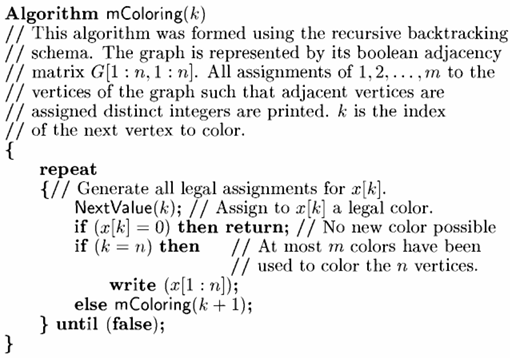 Algorithm mColoring(k)
// This algorithm was formed using the recursive backtracking
// schema. The graph is represented by its boolean adjacency
// matrix G[1 : n, 1 : n]. All assignments of 1, 2, . . . , m to the
// vertices of the graph such that adjacent vertices are
// assigned distinct integers are printed. k is the index
// of the next vertex to color.
{
    repeat
    {// Generate all legal assignments for x[k].
        NextValue(k); // Assign to x[k] a legal color.
        if (x[k] = 0) then return; // No new color possible
        if (k = n) then    // At most m colors have been
                           // used to color the n vertices.
            write (x[1 : n]);
        else mColoring(k + 1);
    } until (false);
}